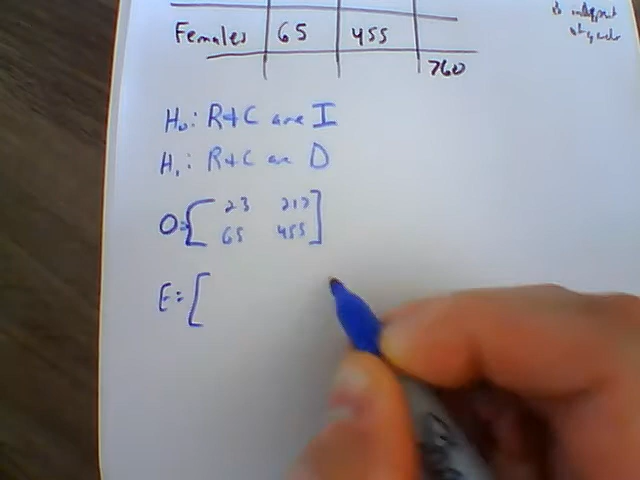 Females 65 455
760
H₀: R+C are I
H₁: R+C are D
O=[ 23 217 ]
65 455
E=[